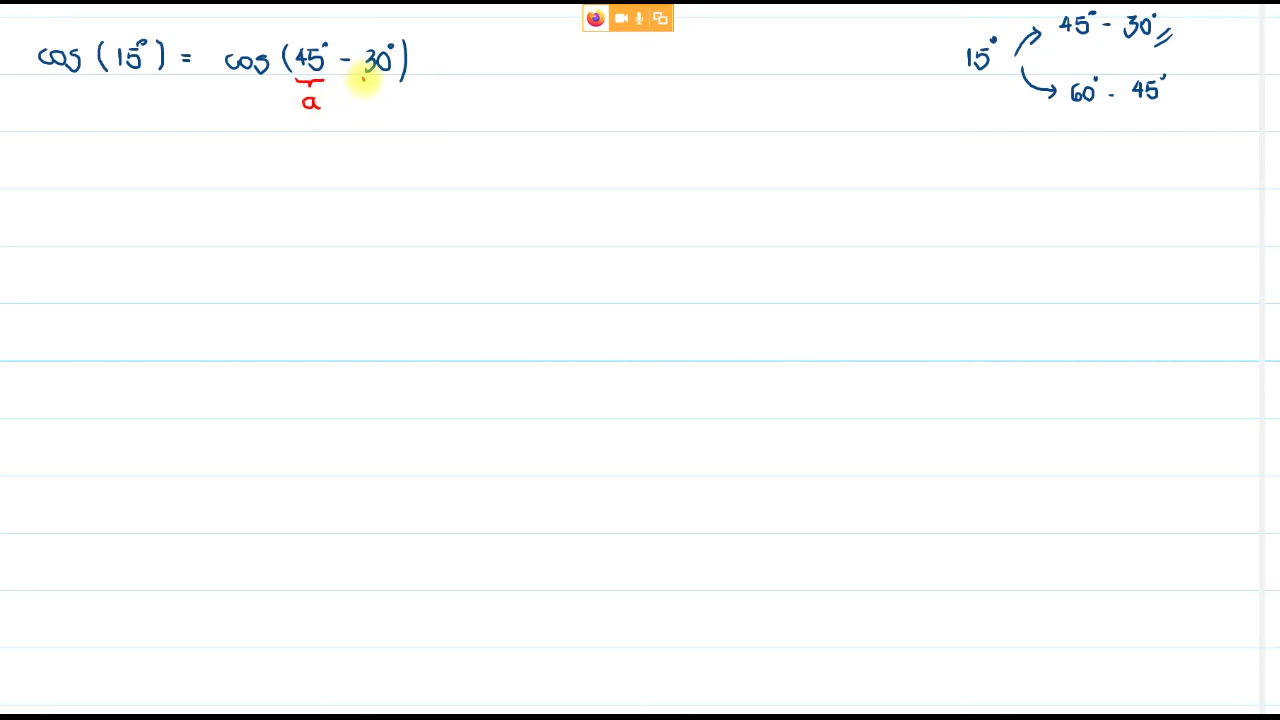 cos (15°) = cos (45° - 30°)
a
15°
45° - 30°
60° - 45°